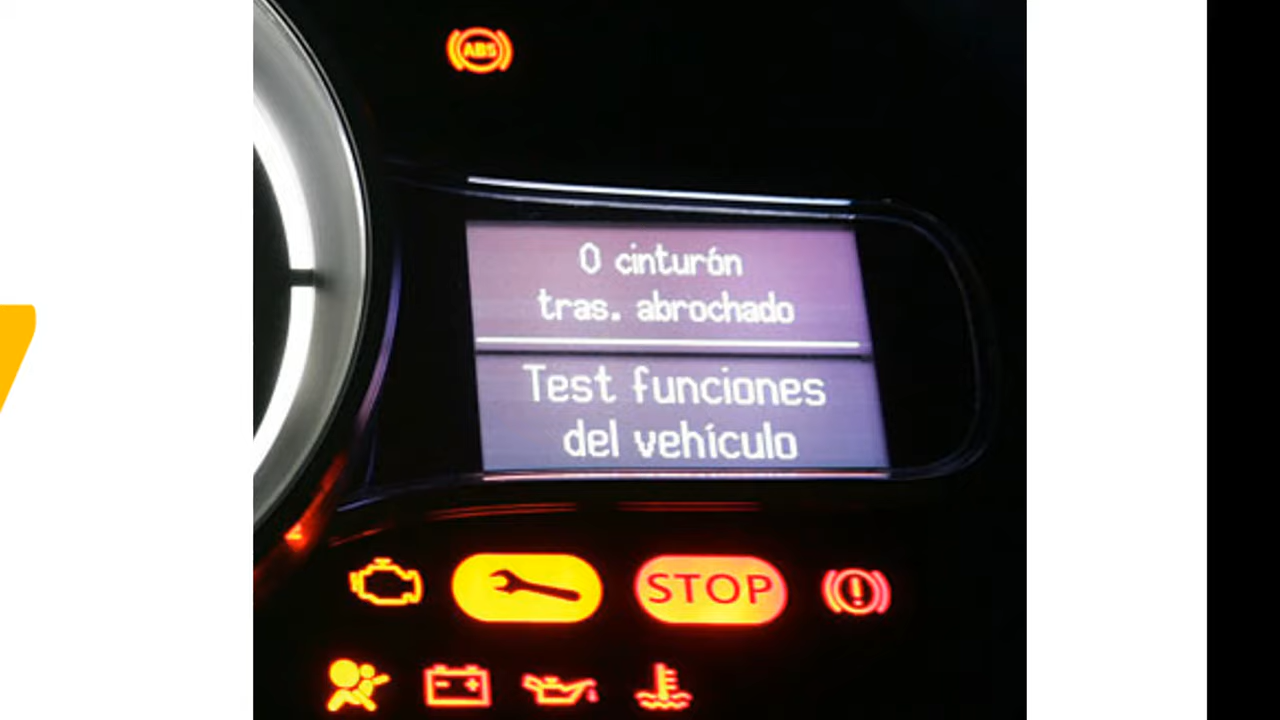 ABS
0 cinturón
tras. abrochado
Test funciones
del vehículo
STOP